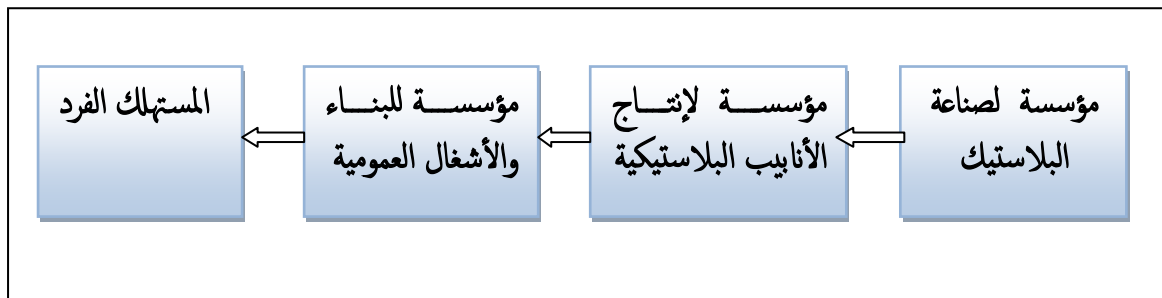 مؤسسة لصناعة
البلاستيك
مؤسسة لإنتاج
الأنابيب البلاستيكية
مؤسسة للبناء
والأشغال العمومية
المستهلك الفرد